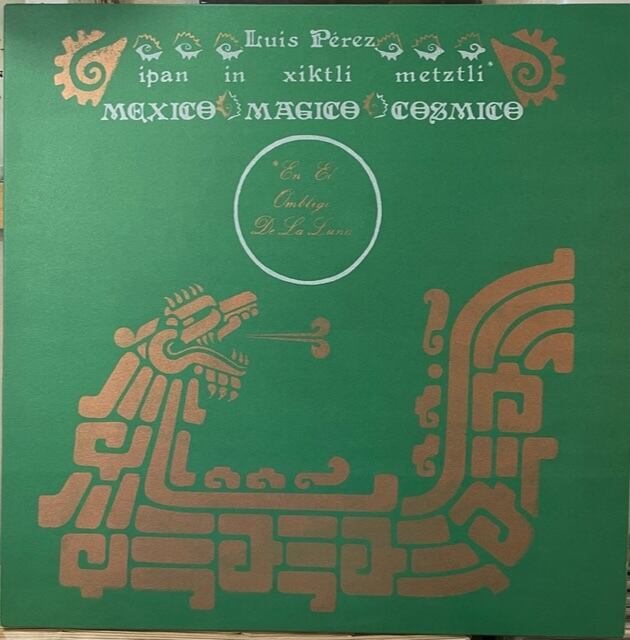 Luis Pérez
ipan in xiktli metztli*
MEXICO MAGICO COSMICO
*En El
Ombligo
De La Luna